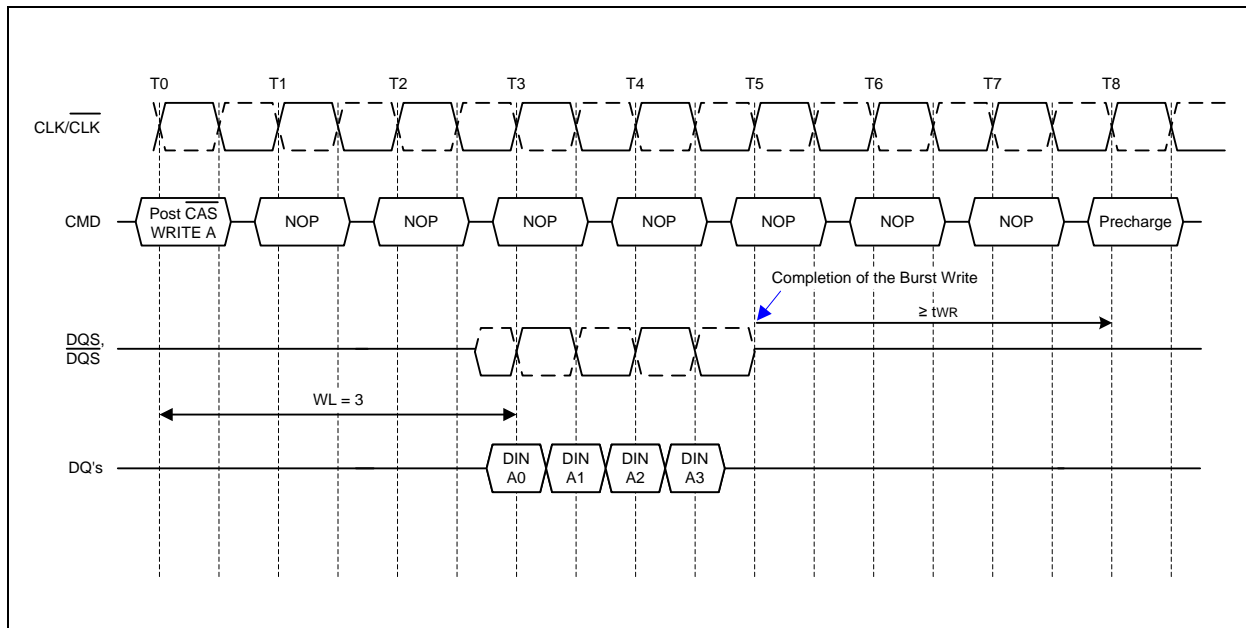 T0 T1 T2 T3 T4 T5 T6 T7 T8
CLK/CLK
CMD
Post CAS
WRITE A
NOP NOP NOP NOP NOP NOP NOP Precharge
Completion of the Burst Write
≥ tWR
DQS,
DQS
WL = 3
DQ's
DIN DIN DIN DIN
A0 A1 A2 A3